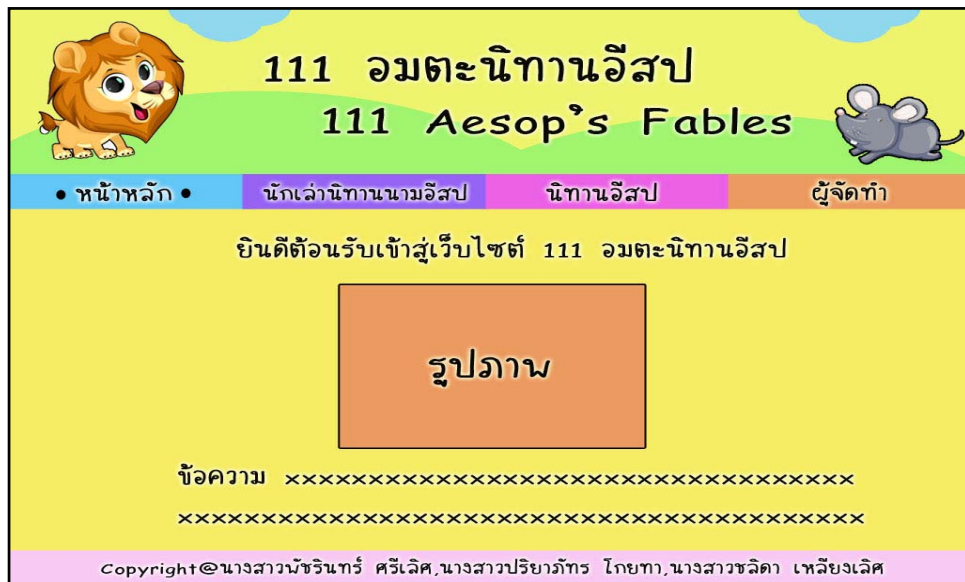 111 อมตะนิทานอีสป
111 Aesop's Fables
• หน้าหลัก • นักเล่านิทานนามอีสป นิทานอีสป ผู้จัดทำ
ยินดีต้อนรับเข้าสู่เว็บไซต์ 111 อมตะนิทานอีสป
รูปภาพ
ข้อความ xxxxxxxxxxxxxxxxxxxxxxxxxxxxxxxxxx
xxxxxxxxxxxxxxxxxxxxxxxxxxxxxxxxxxxxxxxxx
Copyright@นางสาวพัชรินทร์ ศรีเลิศ,นางสาวปริยาภัทร โกยทา,นางสาวชลิดา เหลียงเลิศ